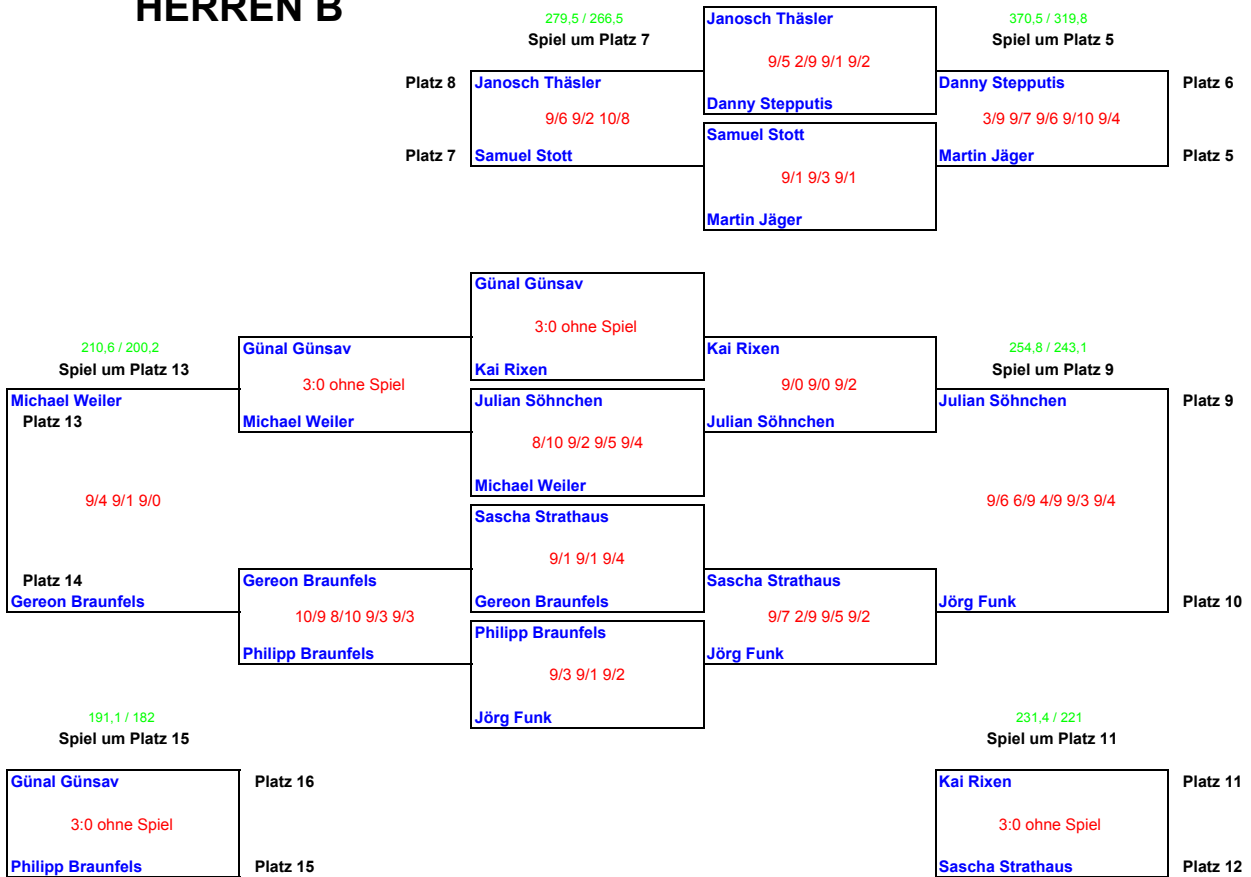 HERREN B
279,5 / 266,5
Spiel um Platz 7
Janosch Thäsler
370,5 / 319,8
Spiel um Platz 5
9/5 2/9 9/1 9/2
Platz 8
Janosch Thäsler
Danny Stepputis
Danny Stepputis
Platz 6
9/6 9/2 10/8
3/9 9/7 9/6 9/10 9/4
Samuel Stott
Platz 7
Samuel Stott
Martin Jäger
Platz 5
9/1 9/3 9/1
Martin Jäger
Günal Günsav
3:0 ohne Spiel
210,6 / 200,2
Spiel um Platz 13
Günal Günsav
Kai Rixen
Kai Rixen
254,8 / 243,1
Spiel um Platz 9
3:0 ohne Spiel
9/0 9/0 9/2
Michael Weiler
Platz 13
Michael Weiler
Julian Söhnchen
Julian Söhnchen
Julian Söhnchen
Platz 9
8/10 9/2 9/5 9/4
Michael Weiler
9/4 9/1 9/0
9/6 6/9 4/9 9/3 9/4
Sascha Strathaus
9/1 9/1 9/4
Platz 14
Gereon Braunfels
Gereon Braunfels
Gereon Braunfels
Sascha Strathaus
Jörg Funk
Platz 10
10/9 8/10 9/3 9/3
9/7 2/9 9/5 9/2
Philipp Braunfels
Philipp Braunfels
Jörg Funk
9/3 9/1 9/2
Jörg Funk
191,1 / 182
Spiel um Platz 15
231,4 / 221
Spiel um Platz 11
Günal Günsav
Platz 16
Kai Rixen
Platz 11
3:0 ohne Spiel
3:0 ohne Spiel
Philipp Braunfels
Platz 15
Sascha Strathaus
Platz 12